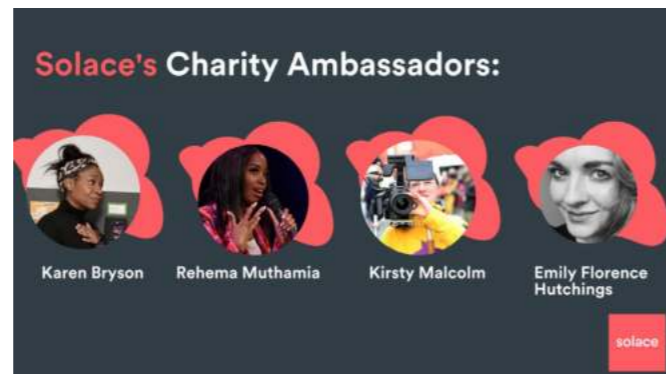 Solace's Charity Ambassadors:
Karen Bryson
Rehema Muthamia
Kirsty Malcolm
Emily Florence
Hutchings
solace